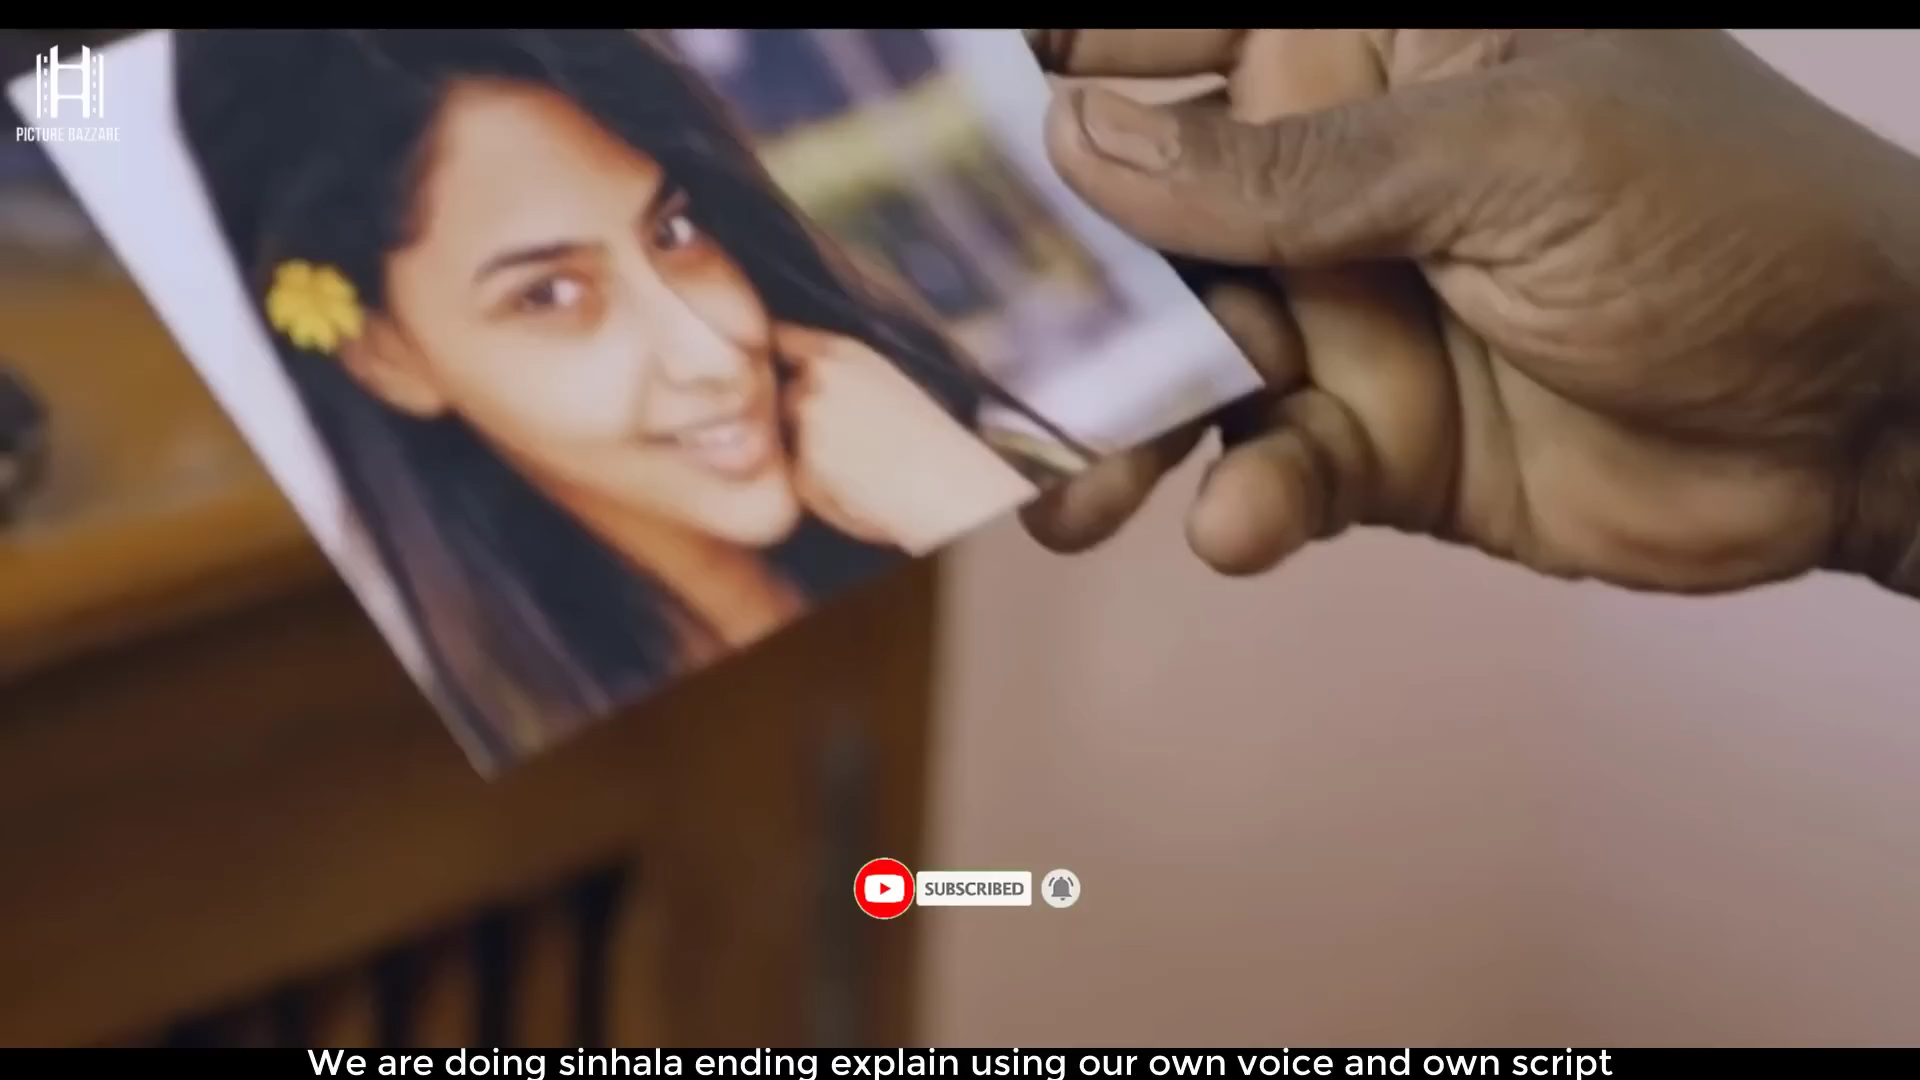 PICTURE BAZZARE
SUBSCRIBED
We are doing sinhala ending explain using our own voice and own script